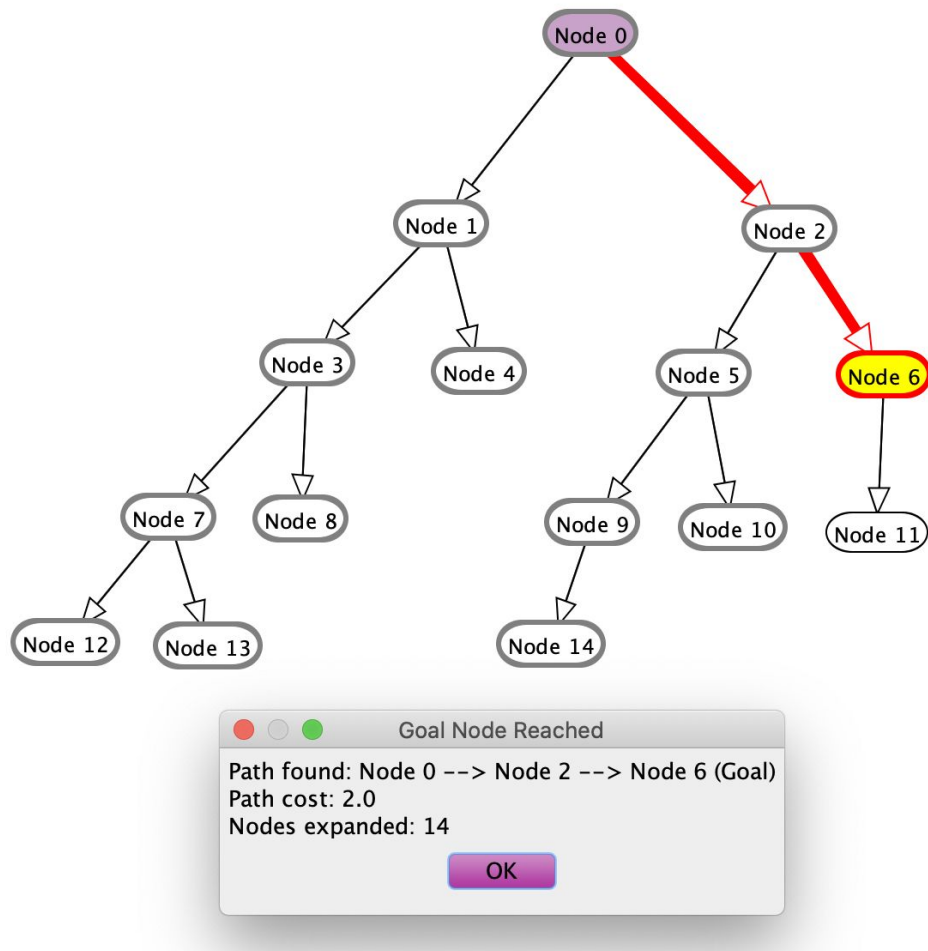 Node 0
Node 1
Node 2
Node 3
Node 4
Node 5
Node 6
Node 7
Node 8
Node 9
Node 10
Node 11
Node 12
Node 13
Node 14
Goal Node Reached
Path found: Node 0 --> Node 2 --> Node 6 (Goal)
Path cost: 2.0
Nodes expanded: 14
OK